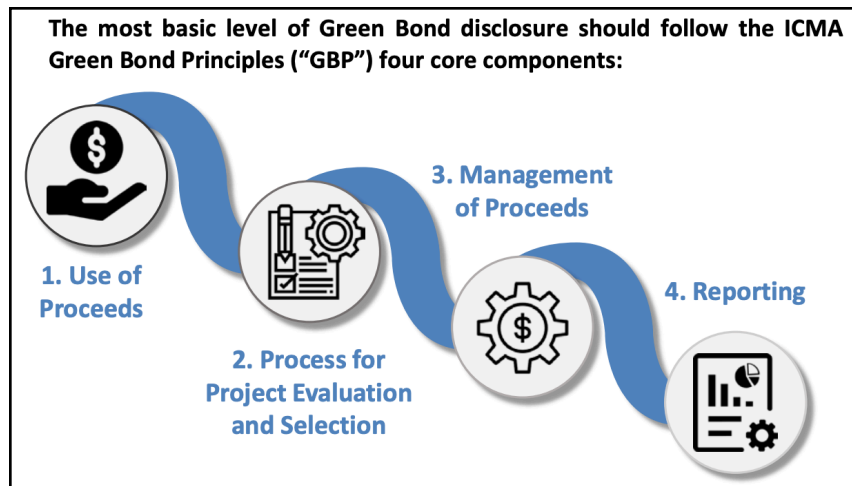 The most basic level of Green Bond disclosure should follow the ICMA
Green Bond Principles (“GBP”) four core components:
1. Use of
Proceeds
2. Process for
Project Evaluation
and Selection
3. Management
of Proceeds
4. Reporting